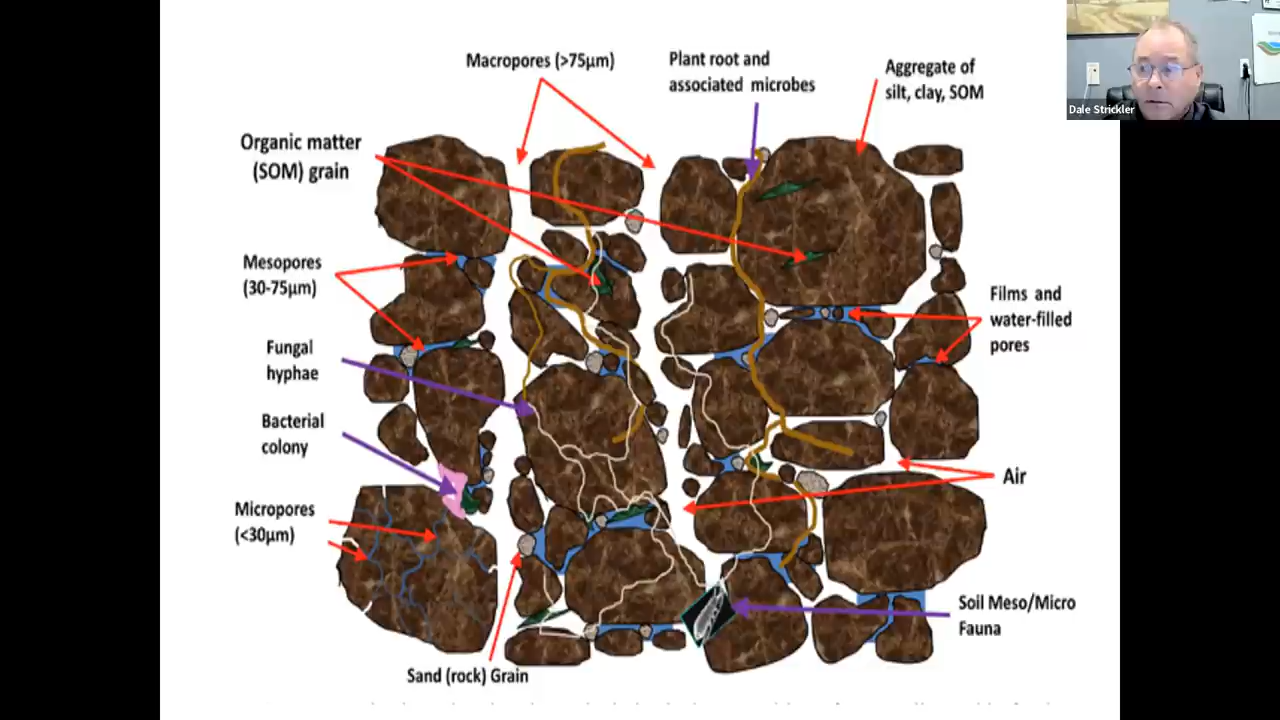 Macropores (>75µm)
Plant root and
associated microbes
Aggregate of
silt, clay, SOM
Dale Strickler
Organic matter
(SOM) grain
Mesopores
(30-75µm)
Films and
water-filled
pores
Fungal
hyphae
Bacterial
colony
Air
Micropores
(<30µm)
Soil Meso/Micro
Fauna
Sand (rock) Grain